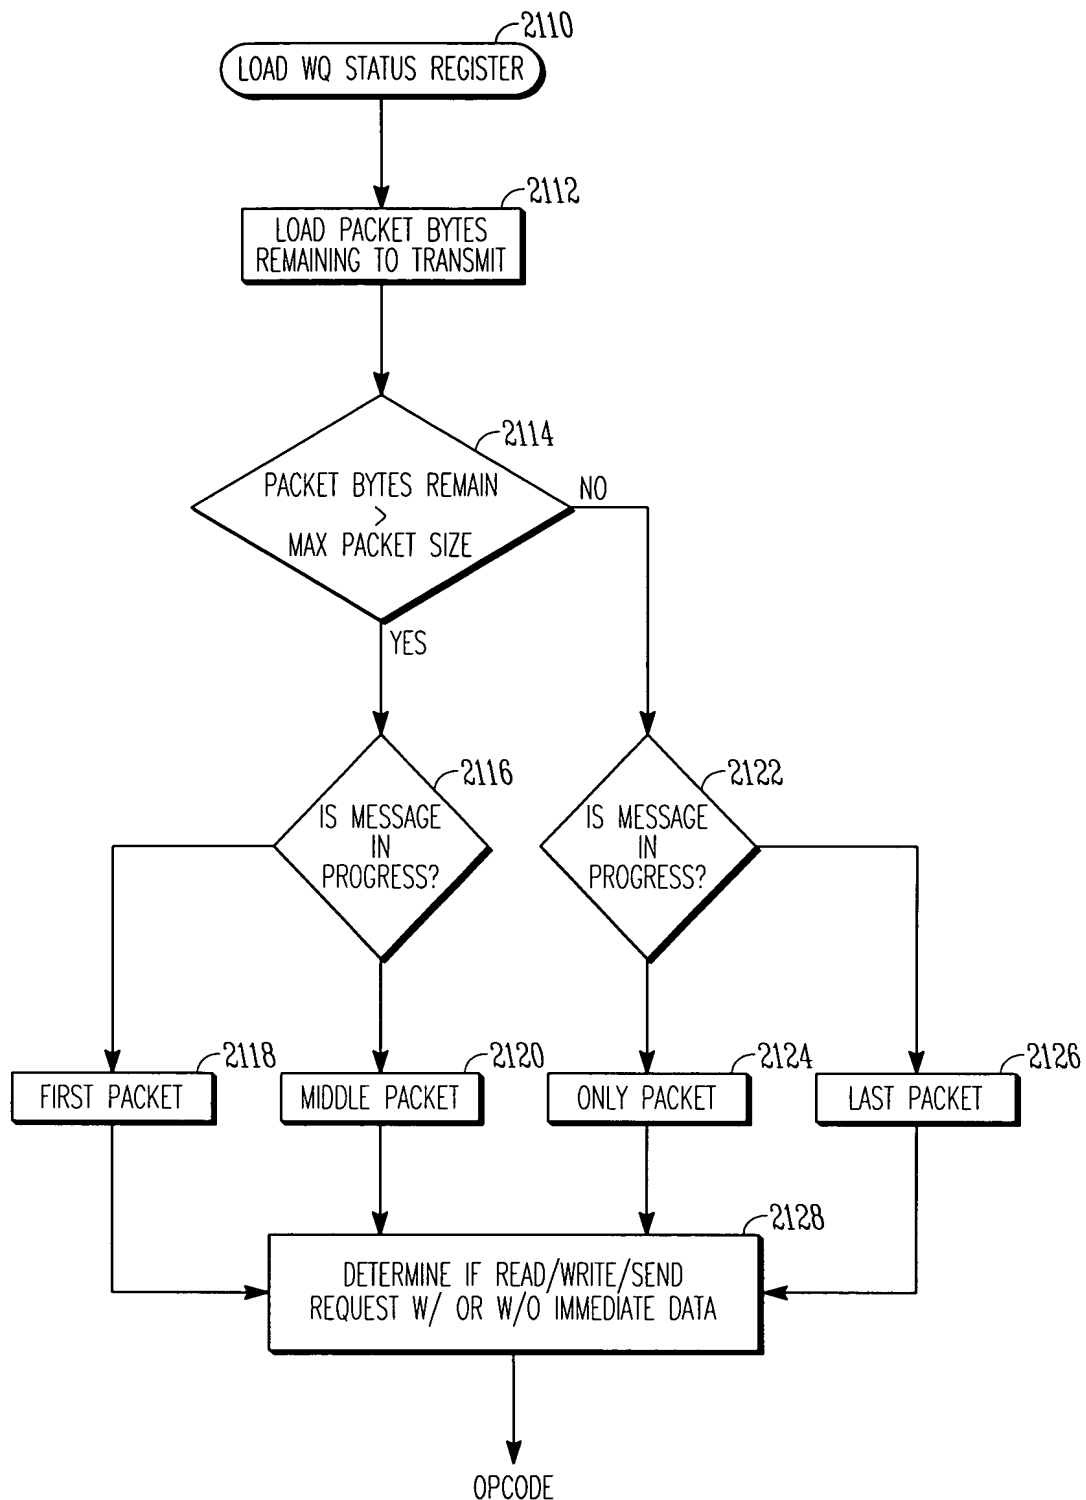 2110
LOAD WQ STATUS REGISTER
2112
LOAD PACKET BYTES
REMAINING TO TRANSMIT
2114
PACKET BYTES REMAIN
>
MAX PACKET SIZE
NO
YES
2116
IS MESSAGE
IN
PROGRESS?
2122
IS MESSAGE
IN
PROGRESS?
2118
FIRST PACKET
2120
MIDDLE PACKET
2124
ONLY PACKET
2126
LAST PACKET
2128
DETERMINE IF READ/WRITE/SEND
REQUEST W/ OR W/O IMMEDIATE DATA
OPCODE